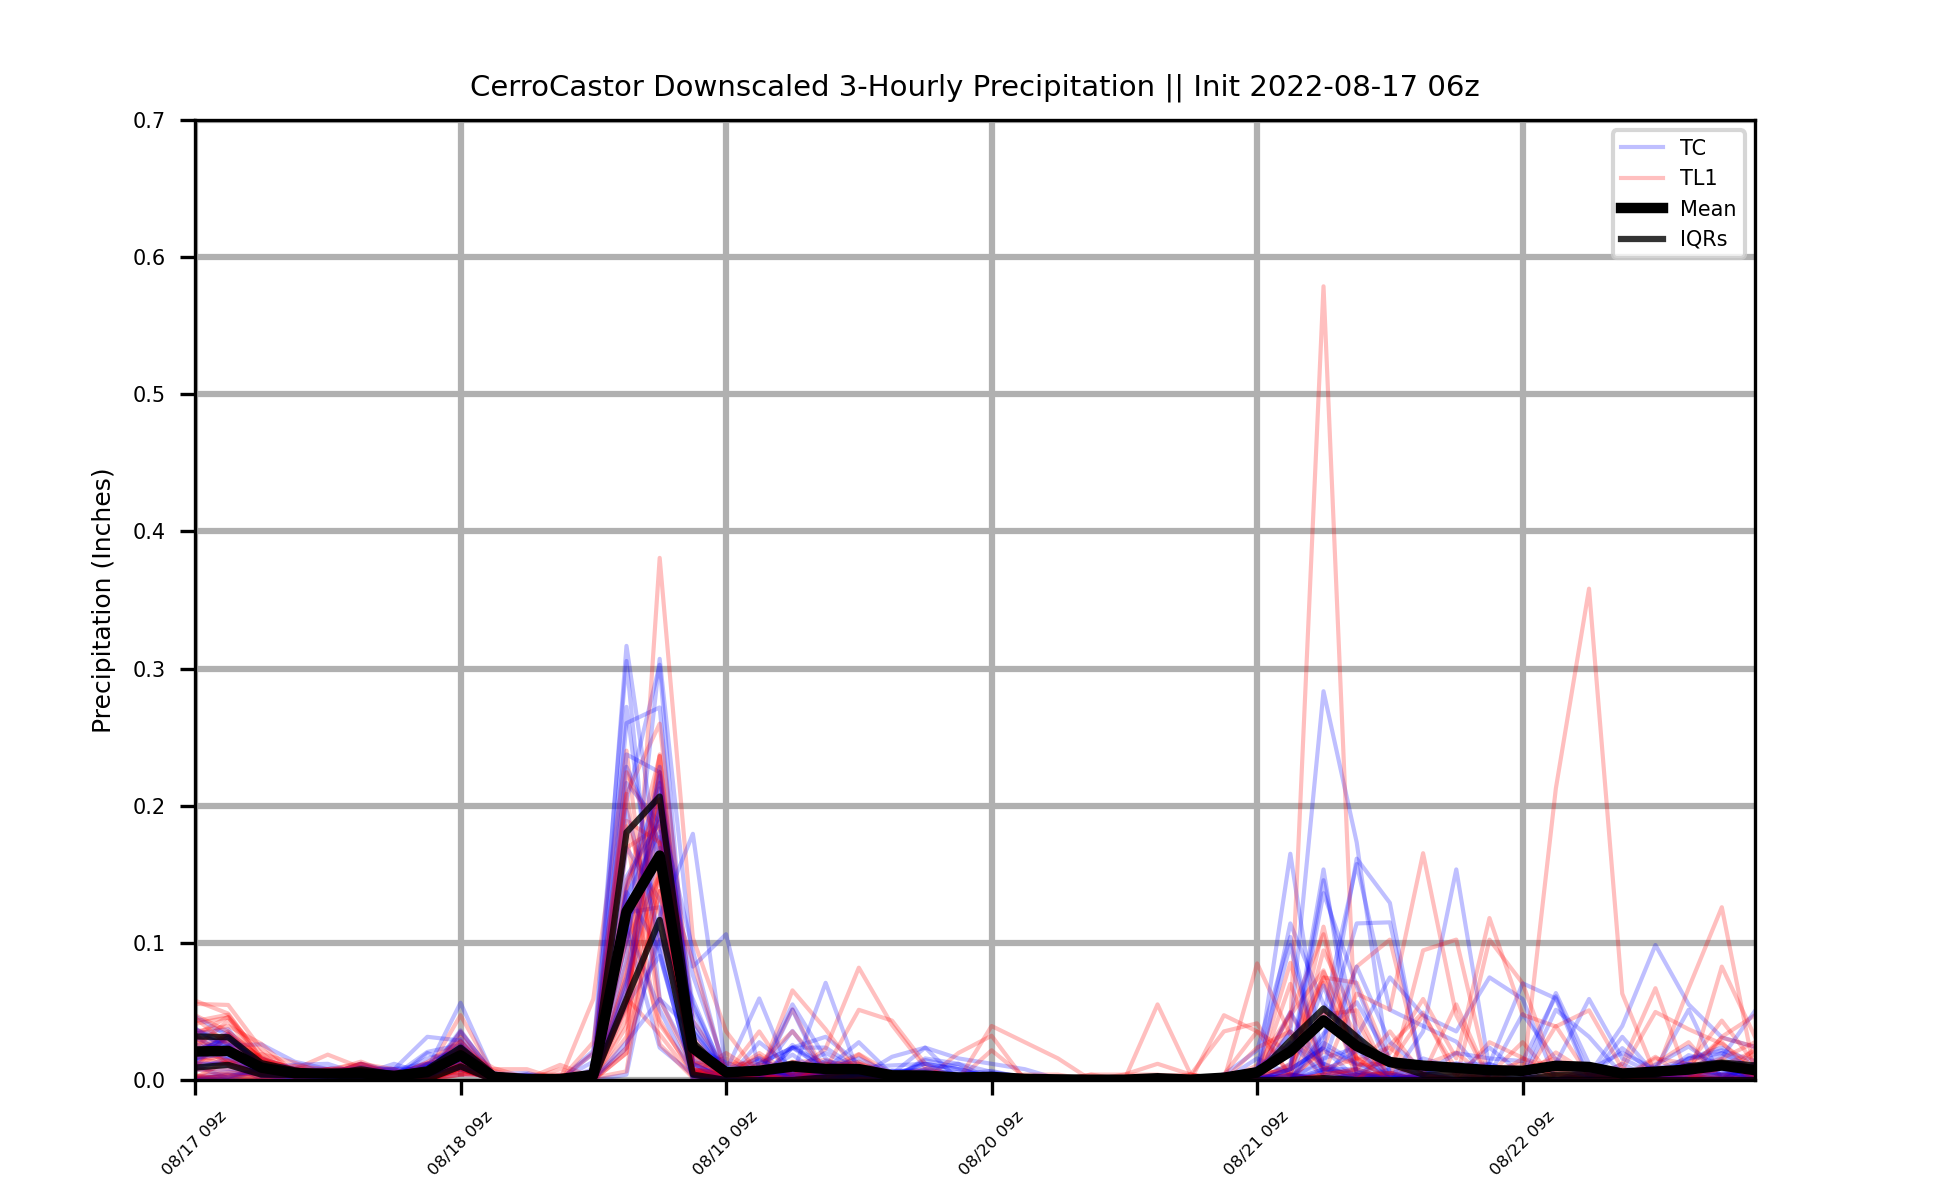 CerroCastor Downscaled 3-Hourly Precipitation || Init 2022-08-17 06z
TC
TL1
Mean
IQRs
Precipitation (Inches)
0.7
0.6
0.5
0.4
0.3
0.2
0.1
0.0
08/17 09z
08/18 09z
08/19 09z
08/20 09z
08/21 09z
08/22 09z